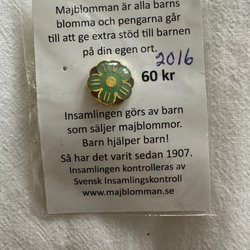 Majblomman är alla barns
blomma och pengarna går
till att ge extra stöd till barnen
på din egen ort.
2016
60 kr
Insamlingen görs av barn
som säljer majblommor.
Barn hjälper barn!
Så har det varit sedan 1907.
Insamlingen kontrolleras av
Svensk Insamlingskontroll
www.majblomman.se